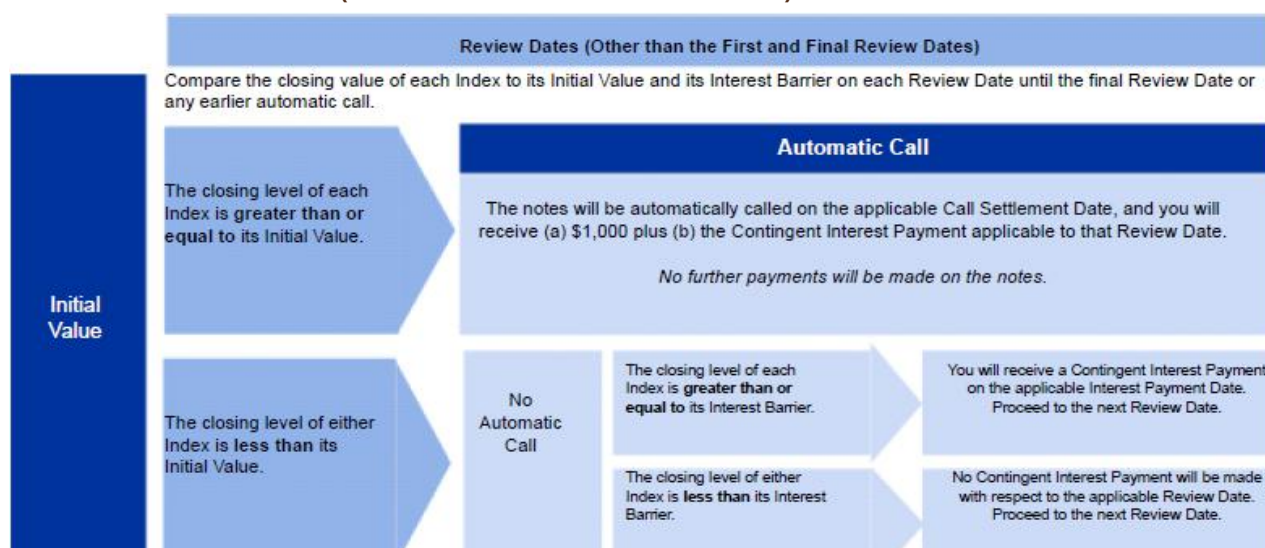 Review Dates (Other than the First and Final Review Dates)
Compare the closing value of each Index to its Initial Value and its Interest Barrier on each Review Date until the final Review Date or
any earlier automatic call.
Initial
Value
The closing level of each
Index is greater than or
equal to its Initial Value.
Automatic Call
The notes will be automatically called on the applicable Call Settlement Date, and you will
receive (a) $1,000 plus (b) the Contingent Interest Payment applicable to that Review Date.
No further payments will be made on the notes.
The closing level of either
Index is less than its
Initial Value.
No
Automatic
Call
The closing level of each
Index is greater than or
equal to its Interest Barrier.
You will receive a Contingent Interest Payment
on the applicable Interest Payment Date.
Proceed to the next Review Date.
The closing level of either
Index is less than its Interest
Barrier.
No Contingent Interest Payment will be made
with respect to the applicable Review Date.
Proceed to the next Review Date.